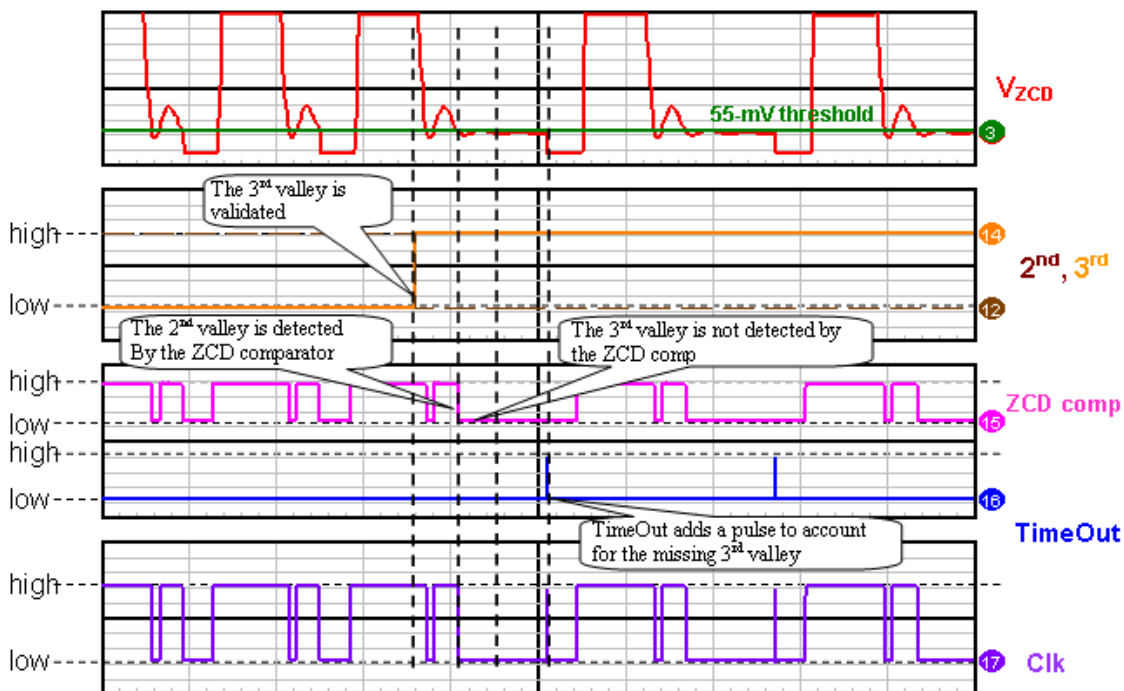 V_ZCD
55-mV threshold
3
The 3rd valley is
validated
high
14
2nd, 3rd
low
12
The 2nd valley is detected
By the ZCD comparator
The 3rd valley is not detected by
the ZCD comp
high
ZCD comp
low
15
high
low
16
TimeOut adds a pulse to account
for the missing 3rd valley
TimeOut
high
low
17
Clk